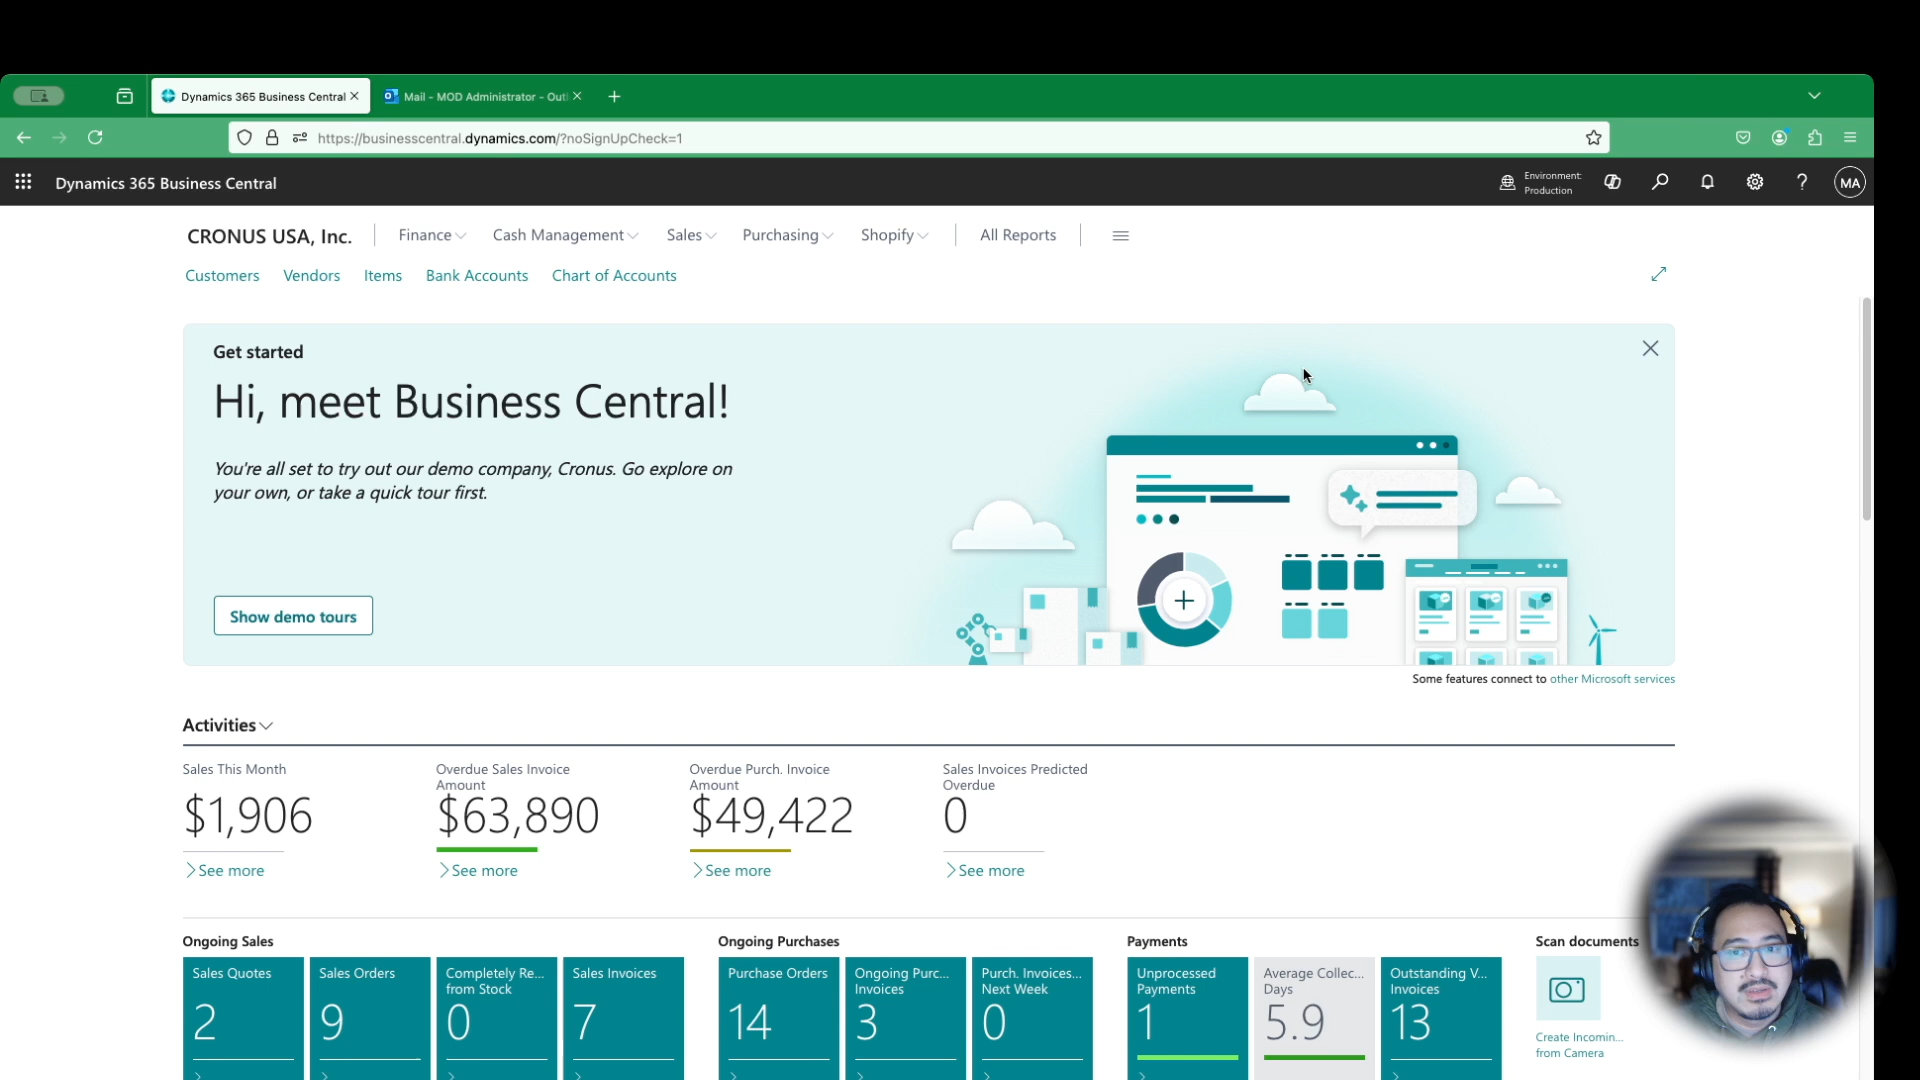 Dynamics 365 Business Central
Mail - MOD Administrator - Outl
https://businesscentral.dynamics.com/?noSignUpCheck=1
Dynamics 365 Business Central
Environment:
Production
MA
CRONUS USA, Inc.
Finance
Cash Management
Sales
Purchasing
Shopify
All Reports
Customers
Vendors
Items
Bank Accounts
Chart of Accounts
Get started
Hi, meet Business Central!
You're all set to try out our demo company, Cronus. Go explore on
your own, or take a quick tour first.
Show demo tours
Some features connect to other Microsoft services
Activities
Sales This Month
$1,906
See more
Overdue Sales Invoice
Amount
$63,890
See more
Overdue Purch. Invoice
Amount
$49,422
See more
Sales Invoices Predicted
Overdue
0
See more
Ongoing Sales
Sales Quotes
2
Sales Orders
9
Completely Re...
from Stock
0
Sales Invoices
7
Ongoing Purchases
Purchase Orders
14
Ongoing Purc...
Invoices
3
Purch. Invoices...
Next Week
0
Payments
Unprocessed
Payments
1
Average Collec...
Days
5.9
Outstanding V...
Invoices
13
Scan documents
Create Incomin...
from Camera